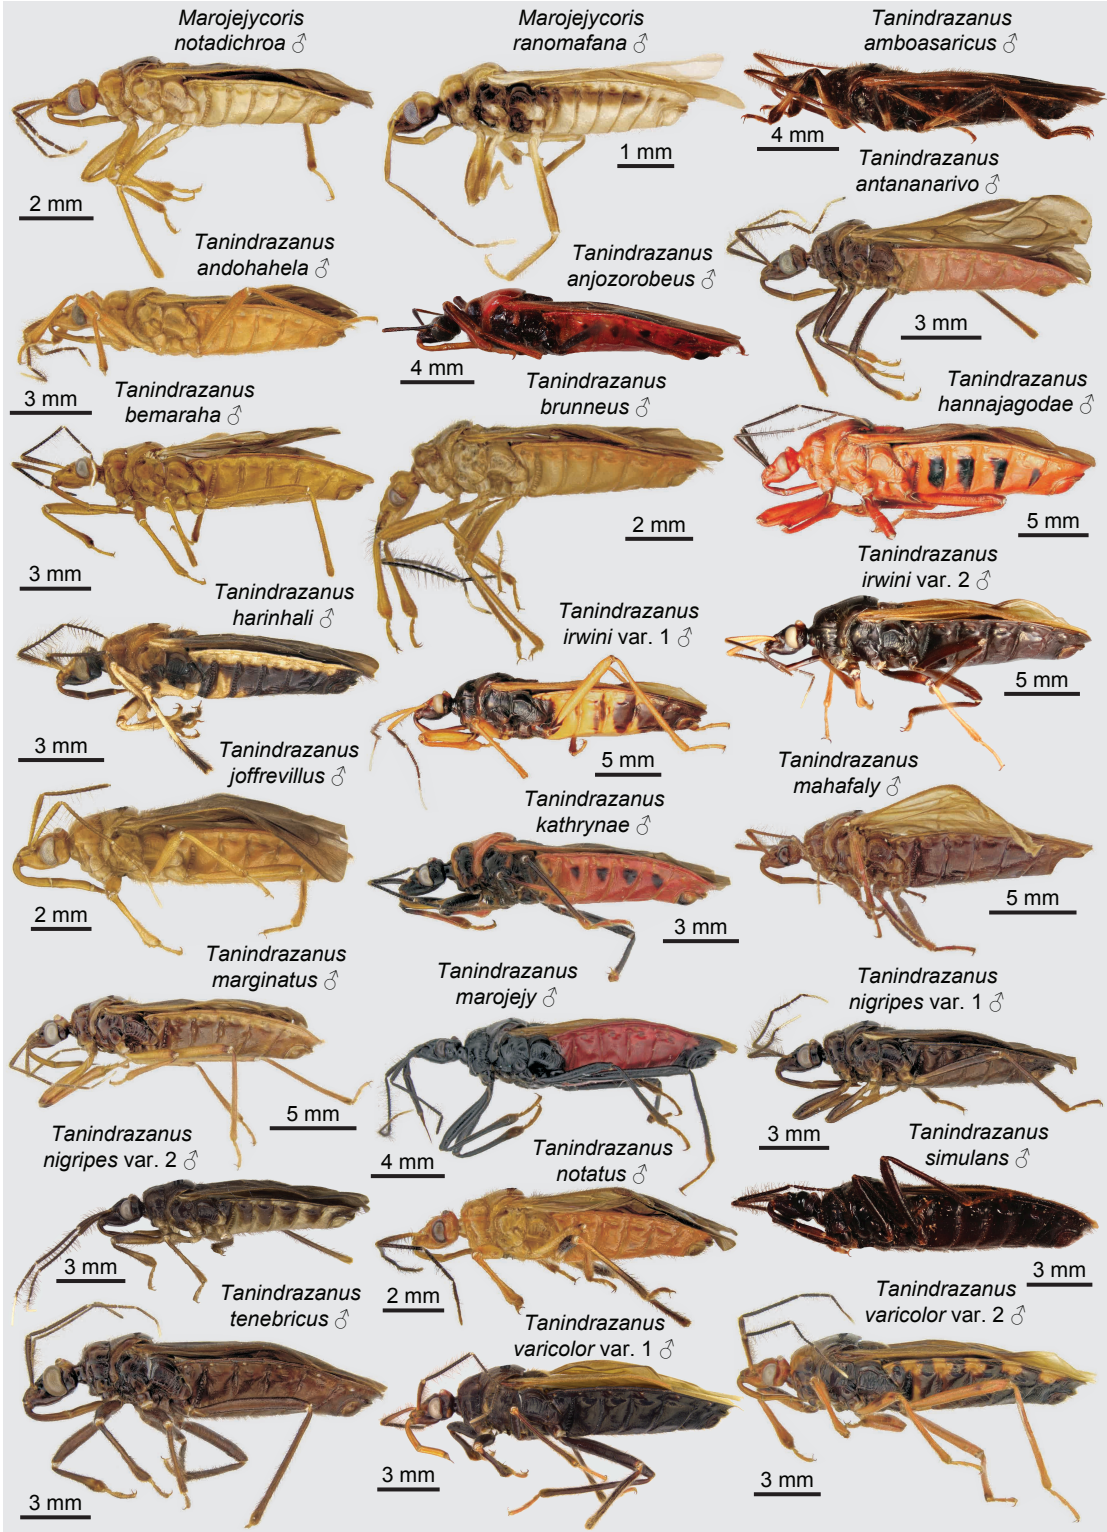 Marojejycoris
notadichroa ♂
2 mm
Marojejycoris
ranomafana ♂
1 mm
Tanindrazanus
amboasaricus ♂
4 mm
Tanindrazanus
antananarivo ♂
3 mm
Tanindrazanus
andohahela ♂
3 mm
Tanindrazanus
anjozorobeus ♂
4 mm
Tanindrazanus
bemaraha ♂
3 mm
Tanindrazanus
brunneus ♂
2 mm
Tanindrazanus
hannajagodae ♂
5 mm
Tanindrazanus
harinhali ♂
3 mm
Tanindrazanus
irwini var. 1 ♂
5 mm
Tanindrazanus
irwini var. 2 ♂
5 mm
Tanindrazanus
joffrevillus ♂
2 mm
Tanindrazanus
kathrynae ♂
3 mm
Tanindrazanus
mahafaly ♂
5 mm
Tanindrazanus
marginatus ♂
5 mm
Tanindrazanus
marojejy ♂
4 mm
Tanindrazanus
nigripes var. 1 ♂
3 mm
Tanindrazanus
nigripes var. 2 ♂
3 mm
Tanindrazanus
notatus ♂
2 mm
Tanindrazanus
simulans ♂
3 mm
Tanindrazanus
tenebricus ♂
3 mm
Tanindrazanus
varicolor var. 1 ♂
3 mm
Tanindrazanus
varicolor var. 2 ♂
3 mm